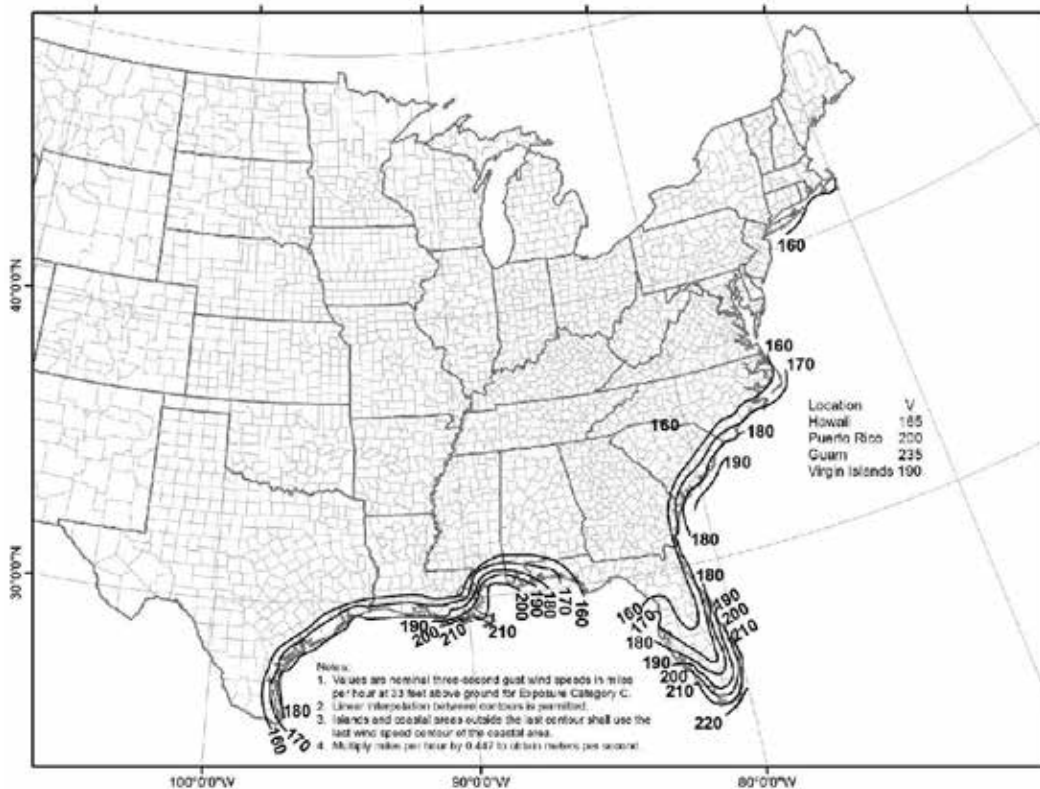 40°0'0"N
30°0'0"N
100°0'0"W
90°0'0"W
80°0'0"W
160
160
170
160
180
190
180
180
190
200
210
160
170
180
190
200
210
220
190
200
210
210
200
190
180
170
160
180
160
170
Location V
Hawaii 165
Puerto Rico 200
Guam 235
Virgin Islands 190
Notes:
1. Values are nominal three-second gust wind speeds in miles
per hour at 33 feet above ground for Exposure Category C.
2. Linear interpolation between contours is permitted.
3. Islands and coastal areas outside the last contour shall use the
last wind speed contour of the coastal area.
4. Multiply miles per hour by 0.447 to obtain meters per second.